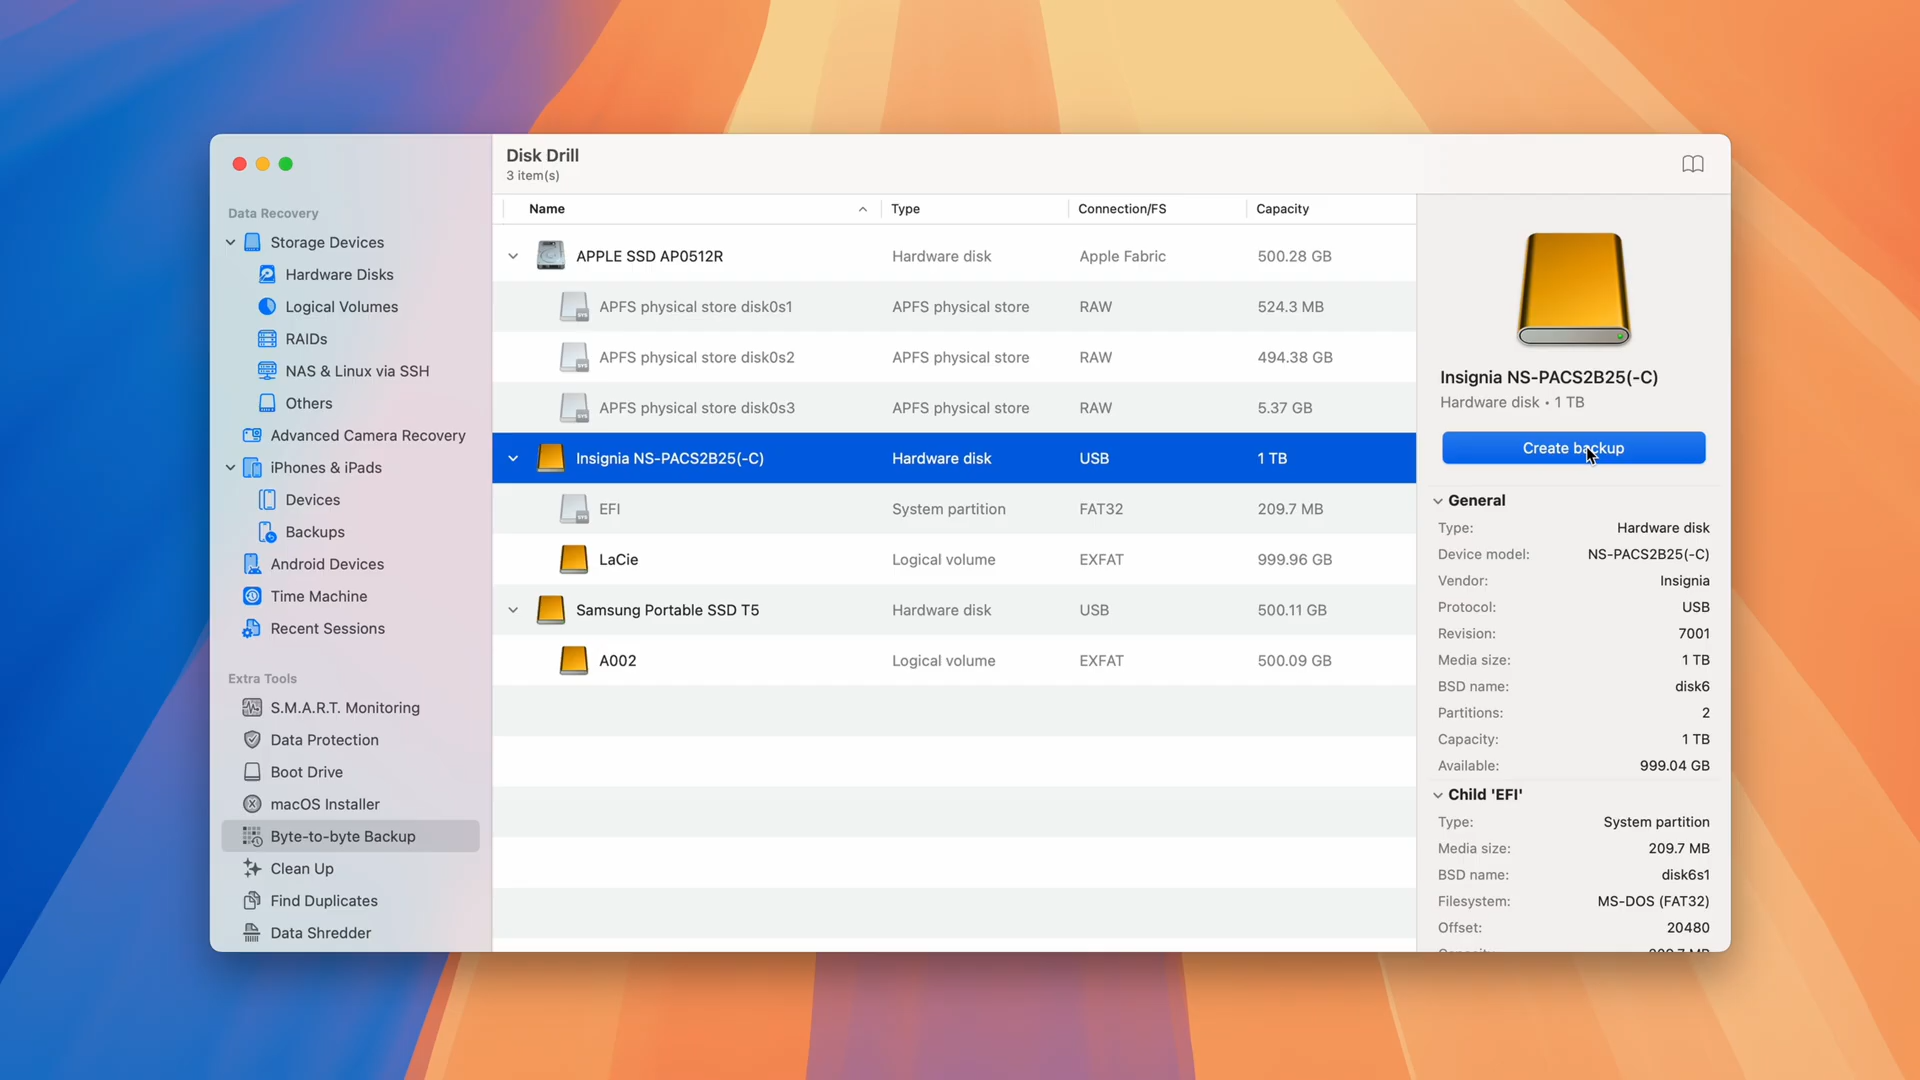 Disk Drill
3 item(s)
Data Recovery
Storage Devices
Hardware Disks
Logical Volumes
RAIDs
NAS & Linux via SSH
Others
Advanced Camera Recovery
iPhones & iPads
Devices
Backups
Android Devices
Time Machine
Recent Sessions
Extra Tools
S.M.A.R.T. Monitoring
Data Protection
Boot Drive
macOS Installer
Byte-to-byte Backup
Clean Up
Find Duplicates
Data Shredder
Name Type Connection/FS Capacity
APPLE SSD AP0512R Hardware disk Apple Fabric 500.28 GB
APFS physical store disk0s1 APFS physical store RAW 524.3 MB
APFS physical store disk0s2 APFS physical store RAW 494.38 GB
APFS physical store disk0s3 APFS physical store RAW 5.37 GB
Insignia NS-PACS2B25(-C) Hardware disk USB 1 TB
EFI System partition FAT32 209.7 MB
LaCie Logical volume EXFAT 999.96 GB
Samsung Portable SSD T5 Hardware disk USB 500.11 GB
A002 Logical volume EXFAT 500.09 GB
Insignia NS-PACS2B25(-C)
Hardware disk • 1 TB
Create backup
General
Type: Hardware disk
Device model: NS-PACS2B25(-C)
Vendor: Insignia
Protocol: USB
Revision: 7001
Media size: 1 TB
BSD name: disk6
Partitions: 2
Capacity: 1 TB
Available: 999.04 GB
Child 'EFI'
Type: System partition
Media size: 209.7 MB
BSD name: disk6s1
Filesystem: MS-DOS (FAT32)
Offset: 20480